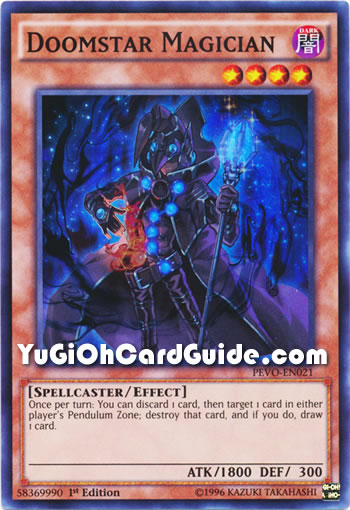 DOOMSTAR MAGICIAN
DARK
闇
YuGiOhCardGuide.com
PEVO-EN021
[SPELLCASTER/EFFECT]
Once per turn: You can discard 1 card, then target 1 card in either
player's Pendulum Zone; destroy that card, and if you do, draw
1 card.
ATK/1800 DEF/ 300
58369990 1st Edition
©1996 KAZUKI TAKAHASHI